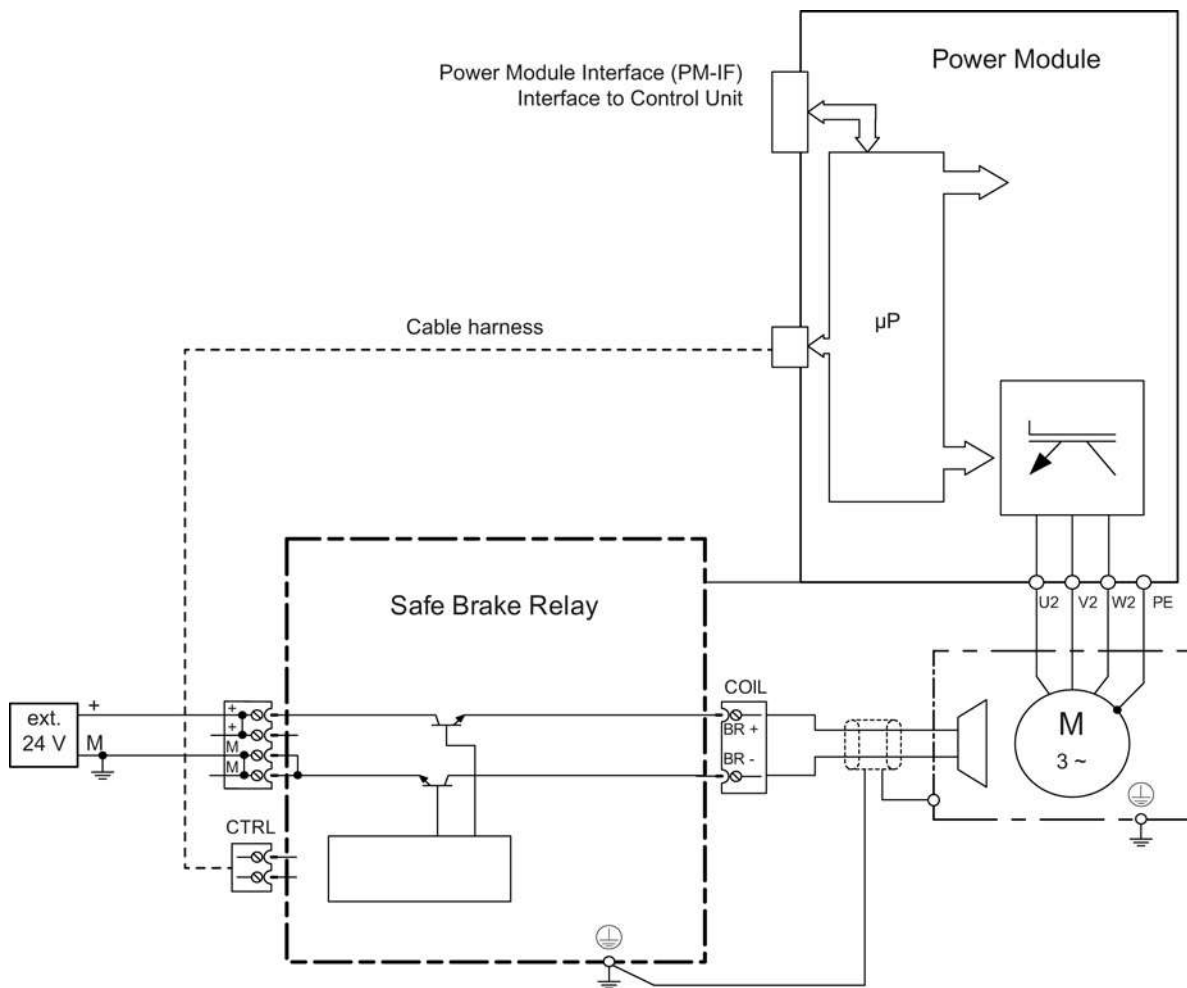 Power Module
Power Module Interface (PM-IF)
Interface to Control Unit
µP
Cable harness
U2 V2 W2 PE
Safe Brake Relay
ext.
24 V
+
M
+
+
M
M
COIL
BR +
BR -
M
3 ~
CTRL